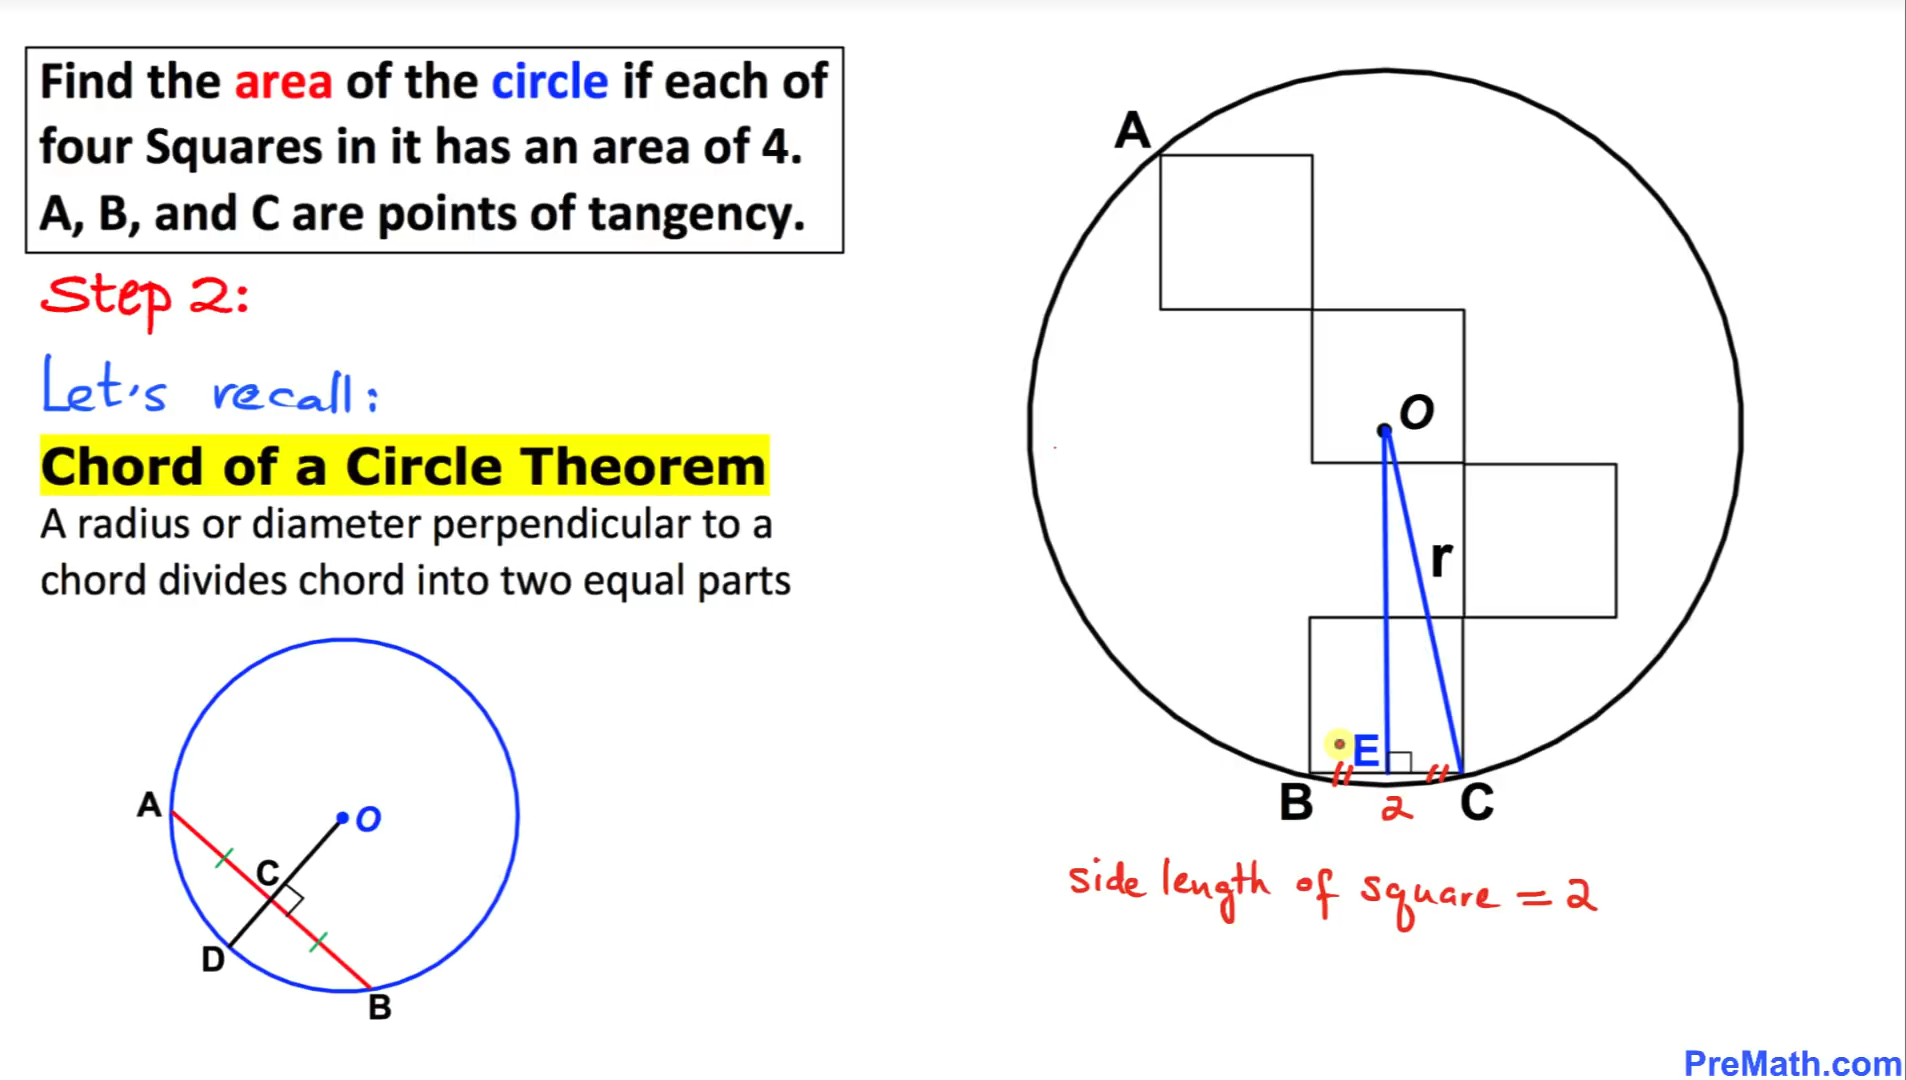 Find the area of the circle if each of
four Squares in it has an area of 4.
A, B, and C are points of tangency.
Step 2:
Let's recall:
Chord of a Circle Theorem
A radius or diameter perpendicular to a
chord divides chord into two equal parts
A
O
C
D
B
A
O
r
E
B
2
C
side length of square = 2
PreMath.com